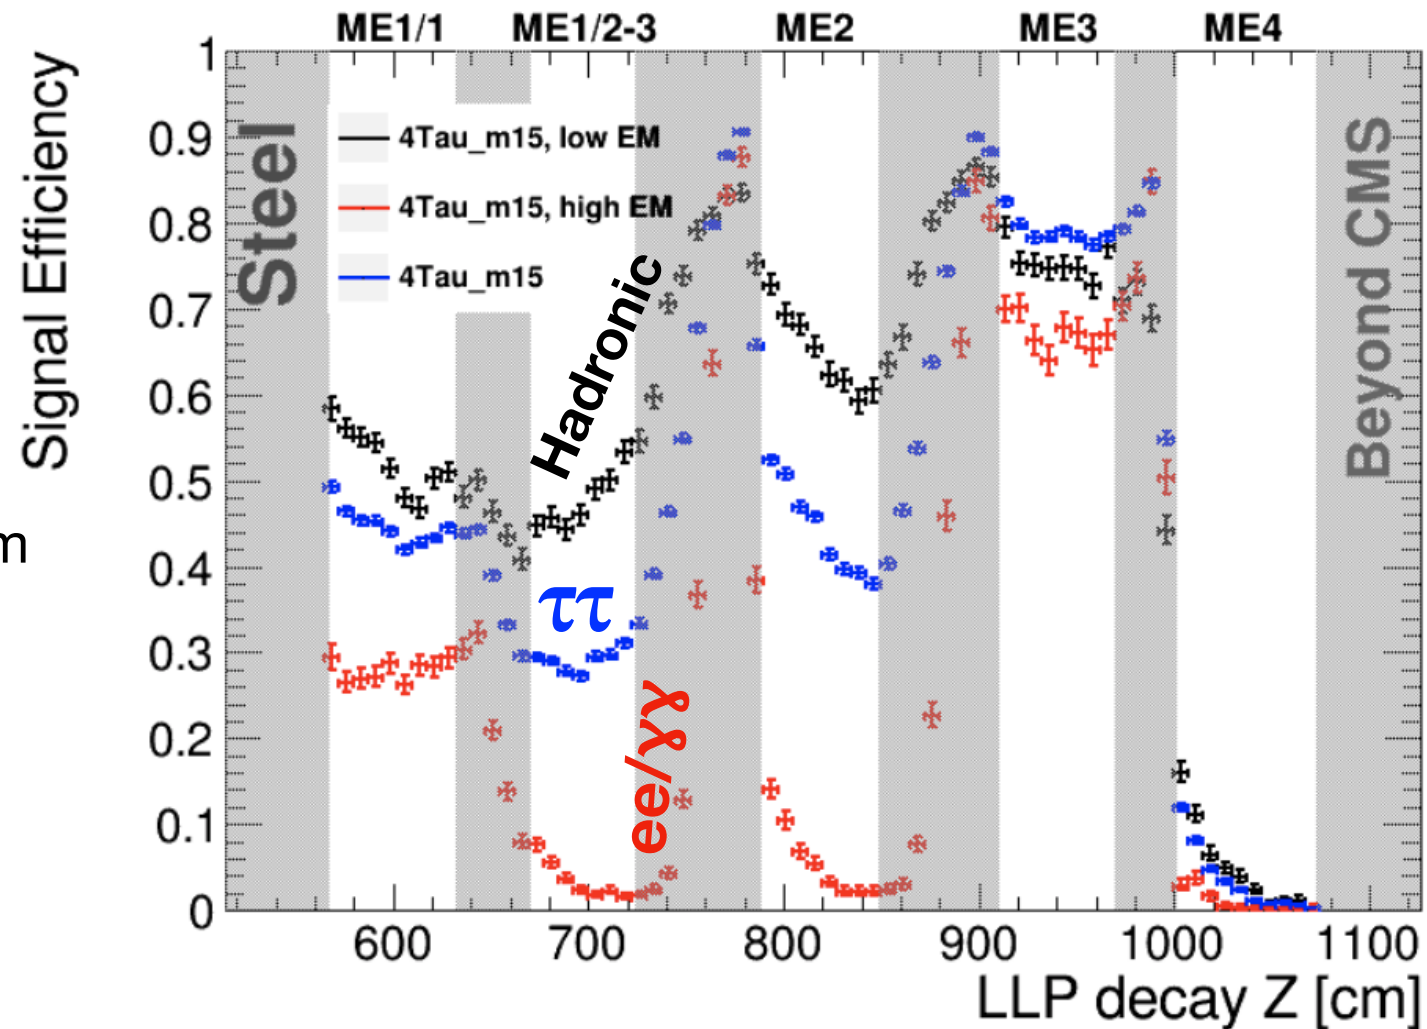 ME1/1 ME1/2-3 ME2 ME3 ME4
Signal Efficiency
1
0.9
0.8
0.7
0.6
0.5
0.4
0.3
0.2
0.1
0
Steel
4Tau_m15, low EM
4Tau_m15, high EM
4Tau_m15
Hadronic
ττ
ee/γγ
Beyond CMS
m
600 700 800 900 1000 1100
LLP decay Z [cm]